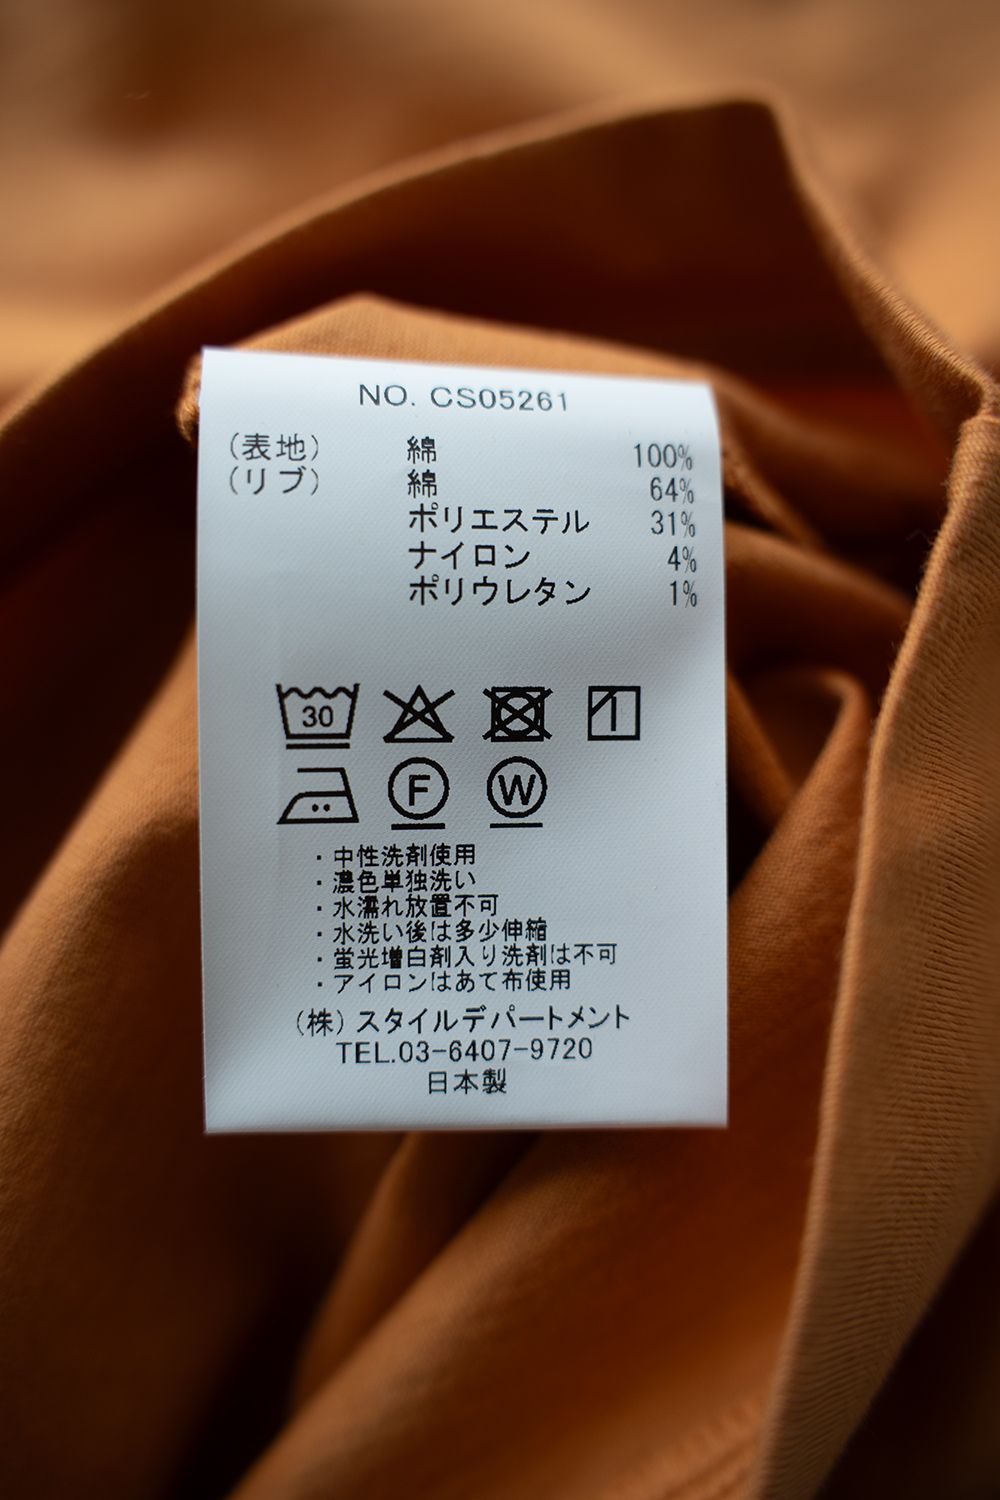 NO. CS05261
(表地) 綿 100%
(リブ) 綿 64%
ポリエステル 31%
ナイロン 4%
ポリウレタン 1%
30
F W
・中性洗剤使用
・濃色単独洗い
・水濡れ放置不可
・水洗い後は多少伸縮
・蛍光増白剤入り洗剤は不可
・アイロンはあて布使用
(株)スタイルデパートメント
TEL.03-6407-9720
日本製